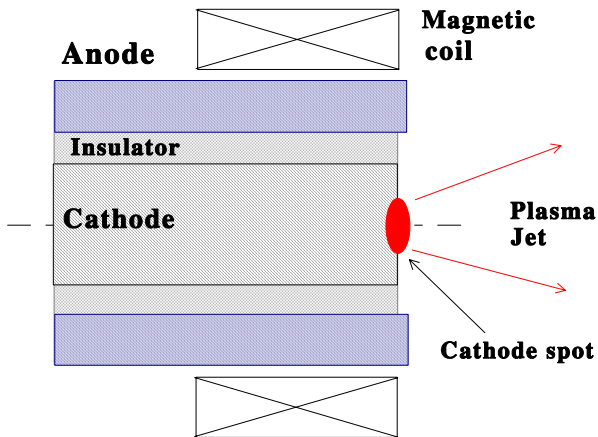 Magnetic
coil
Anode
Insulator
Cathode
Plasma
Jet
Cathode spot